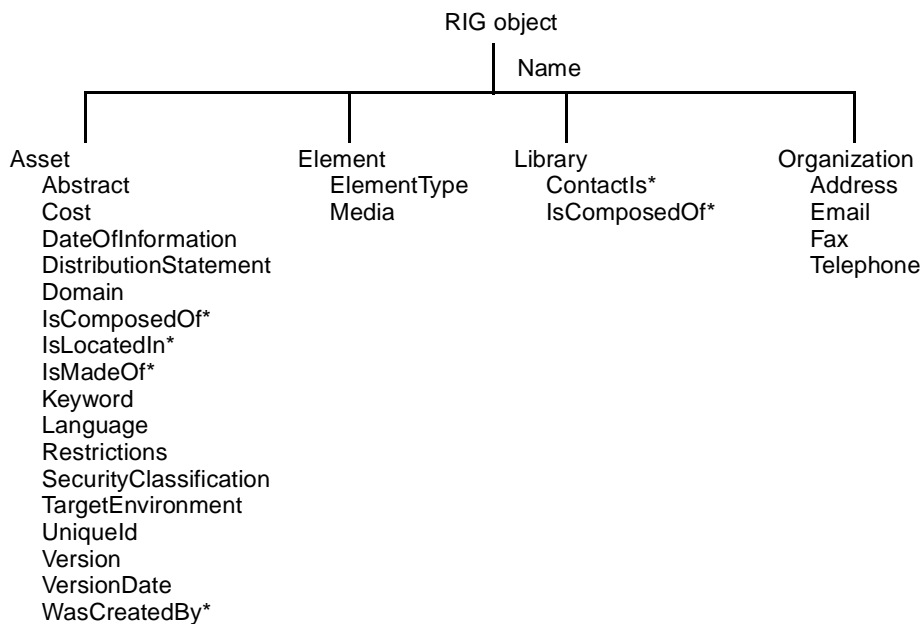 RIG object
Name
Asset
Abstract
Cost
DateOfInformation
DistributionStatement
Domain
IsComposedOf*
IsLocatedIn*
IsMadeOf*
Keyword
Language
Restrictions
SecurityClassification
TargetEnvironment
UniqueId
Version
VersionDate
WasCreatedBy*
Element
ElementType
Media
Library
ContactIs*
IsComposedOf*
Organization
Address
Email
Fax
Telephone